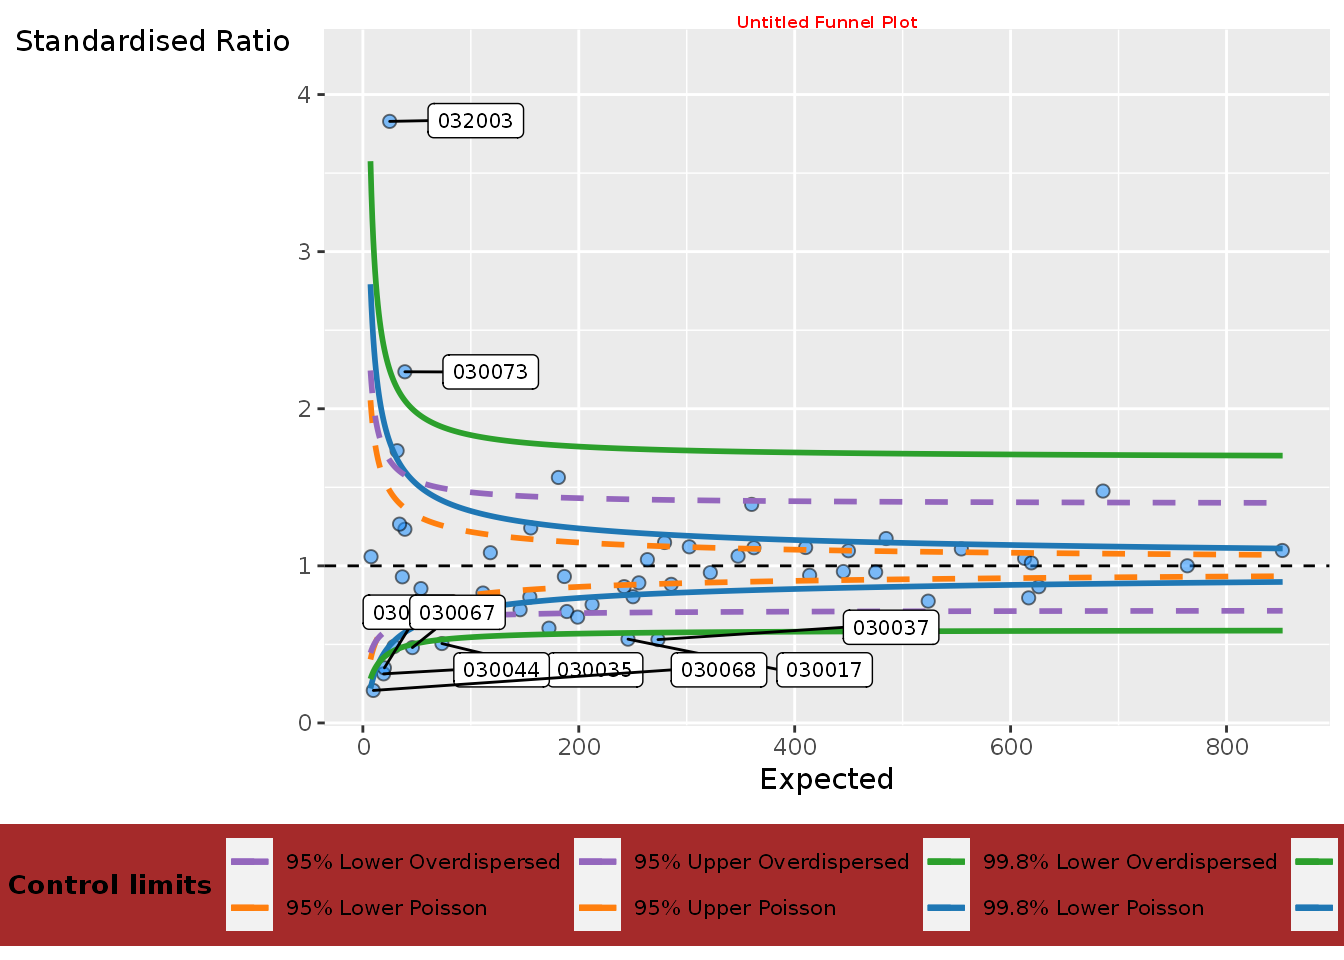 Untitled Funnel Plot
Standardised Ratio
4
3
2
1
0
032003
030073
030
030067
030037
030044
030035
030068
030017
0
200
400
600
800
Expected
Control limits
95% Lower Overdispersed
95% Upper Overdispersed
99.8% Lower Overdispersed
95% Lower Poisson
95% Upper Poisson
99.8% Lower Poisson